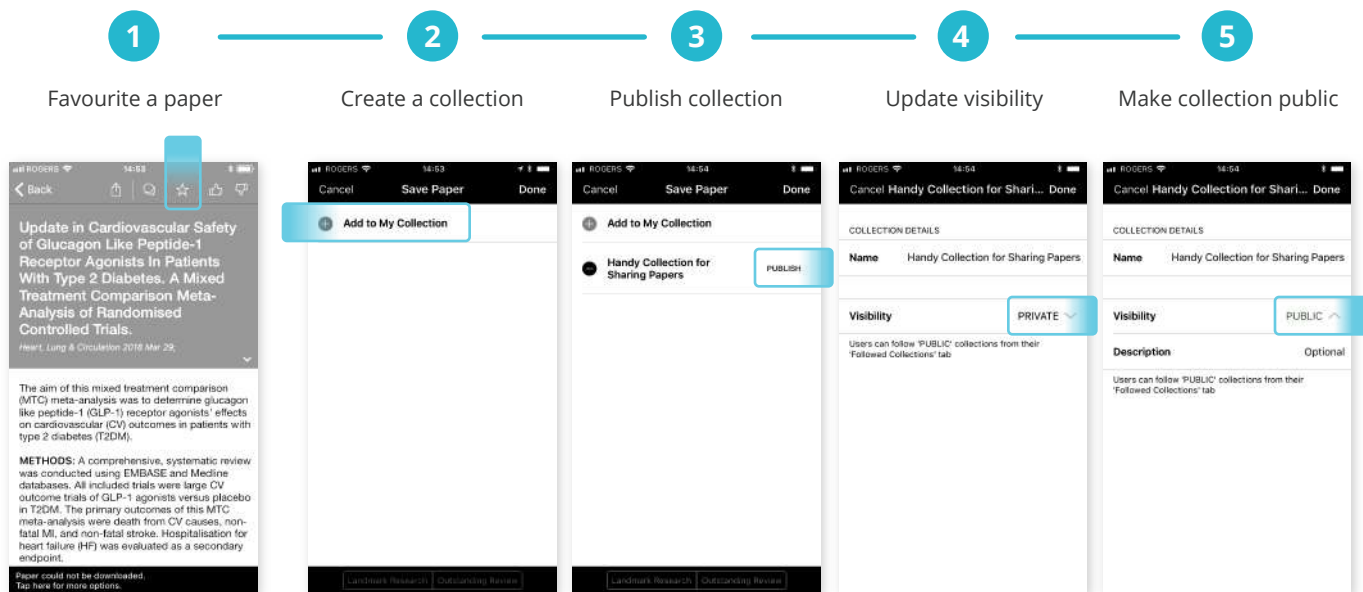 1
2
3
4
5
Favourite a paper
Create a collection
Publish collection
Update visibility
Make collection public
ROGERS
14:53
Back
Update in Cardiovascular Safety
of Glucagon Like Peptide-1
Receptor Agonists In Patients
With Type 2 Diabetes. A Mixed
Treatment Comparison Meta-
Analysis of Randomised
Controlled Trials.
Heart, Lung & Circulation 2018 Mar 29;
The aim of this mixed treatment comparison
(MTC) meta-analysis was to determine glucagon
like peptide-1 (GLP-1) receptor agonists' effects
on cardiovascular (CV) outcomes in patients with
type 2 diabetes (T2DM).
METHODS: A comprehensive, systematic review
was conducted using EMBASE and Medline
databases. All included trials were large CV
outcome trials of GLP-1 agonists versus placebo
in T2DM. The primary outcomes of this MTC
meta-analysis were death from CV causes, non-
fatal MI, and non-fatal stroke. Hospitalisation for
heart failure (HF) was evaluated as a secondary
endpoint.
Paper could not be downloaded.
Tap here for more options.
ROGERS
14:53
Cancel
Save Paper
Done
Add to My Collection
Landmark Research
Outstanding Review
ROGERS
14:54
Cancel
Save Paper
Done
Add to My Collection
Handy Collection for
Sharing Papers
PUBLISH
Landmark Research
Outstanding Review
ROGERS
14:54
Cancel Handy Collection for Shari... Done
COLLECTION DETAILS
Name Handy Collection for Sharing Papers
Visibility PRIVATE
Users can follow 'PUBLIC' collections from their
'Followed Collections' tab
ROGERS
14:54
Cancel Handy Collection for Shari... Done
COLLECTION DETAILS
Name Handy Collection for Sharing Papers
Visibility PUBLIC
Description Optional
Users can follow 'PUBLIC' collections from their
'Followed Collections' tab